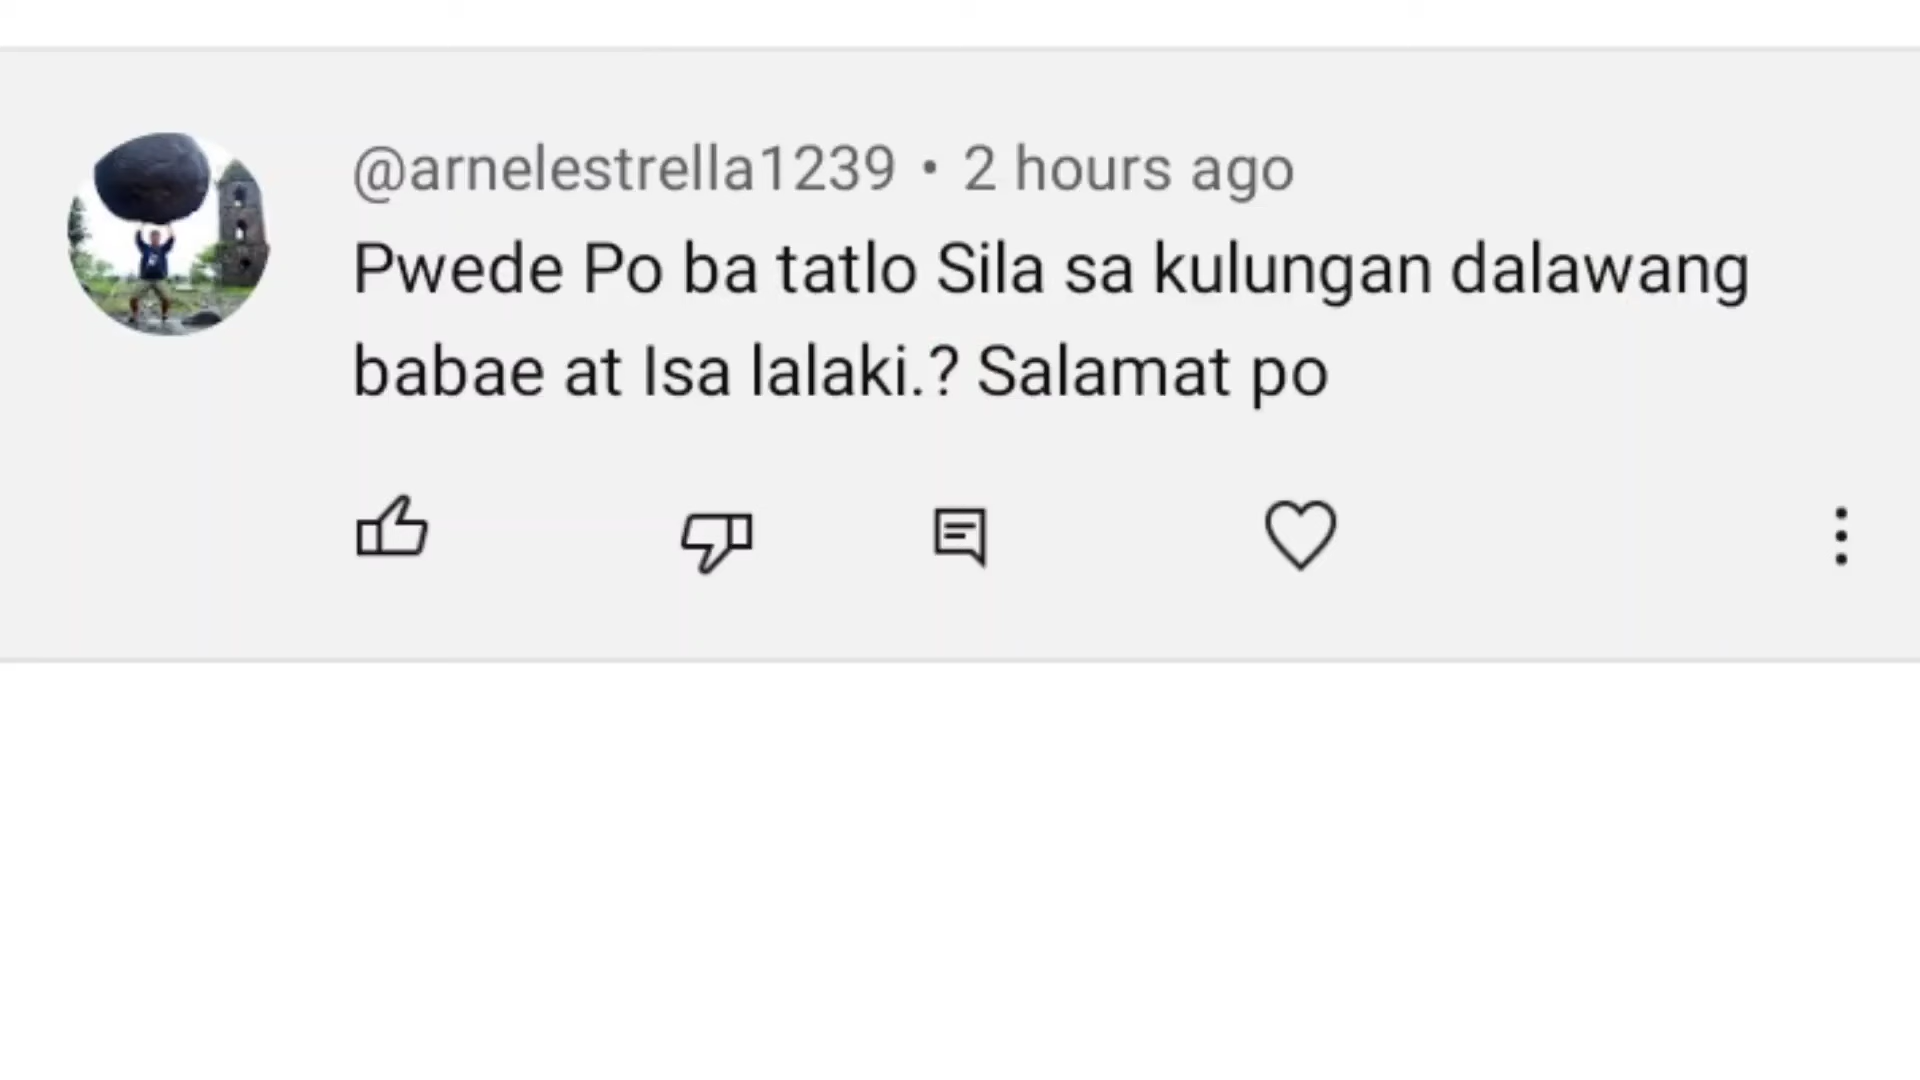 @arnelestrella1239 • 2 hours ago
Pwede Po ba tatlo Sila sa kulungan dalawang
babae at Isa lalaki.? Salamat po